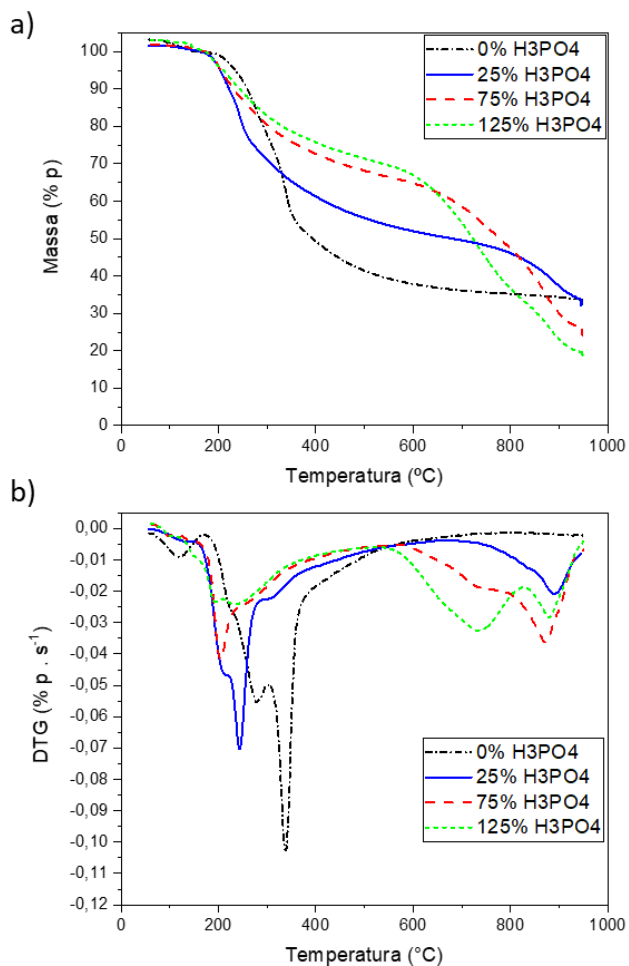 a)
100
90
80
70
60
50
40
30
20
10
0
Massa (% p)
0% H3PO4
25% H3PO4
75% H3PO4
125% H3PO4
0 200 400 600 800 1000
Temperatura (ºC)
b)
0,00
-0,01
-0,02
-0,03
-0,04
-0,05
-0,06
-0,07
-0,08
-0,09
-0,10
-0,11
-0,12
DTG (% p . s-1)
0% H3PO4
25% H3PO4
75% H3PO4
125% H3PO4
0 200 400 600 800 1000
Temperatura (°C)